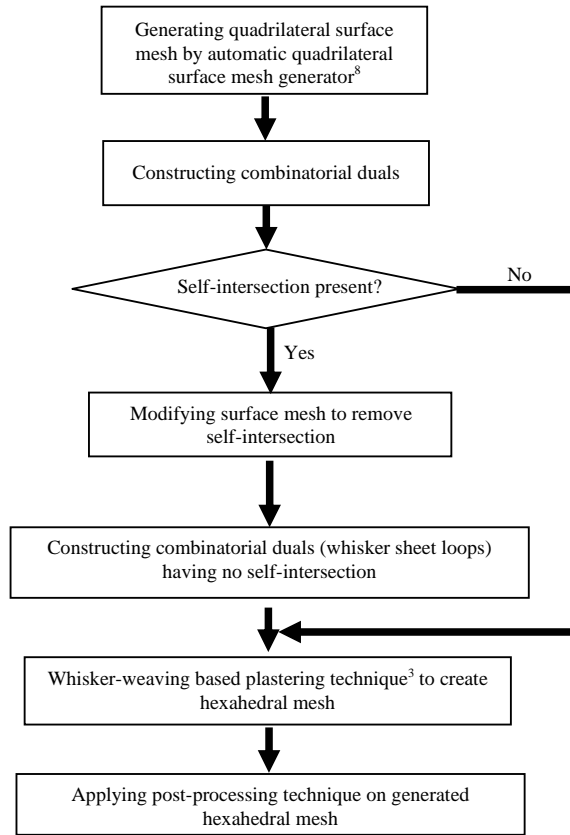 Generating quadrilateral surface
mesh by automatic quadrilateral
surface mesh generator8
Constructing combinatorial duals
Self-intersection present?
No
Yes
Modifying surface mesh to remove
self-intersection
Constructing combinatorial duals (whisker sheet loops)
having no self-intersection
Whisker-weaving based plastering technique3 to create
hexahedral mesh
Applying post-processing technique on generated
hexahedral mesh